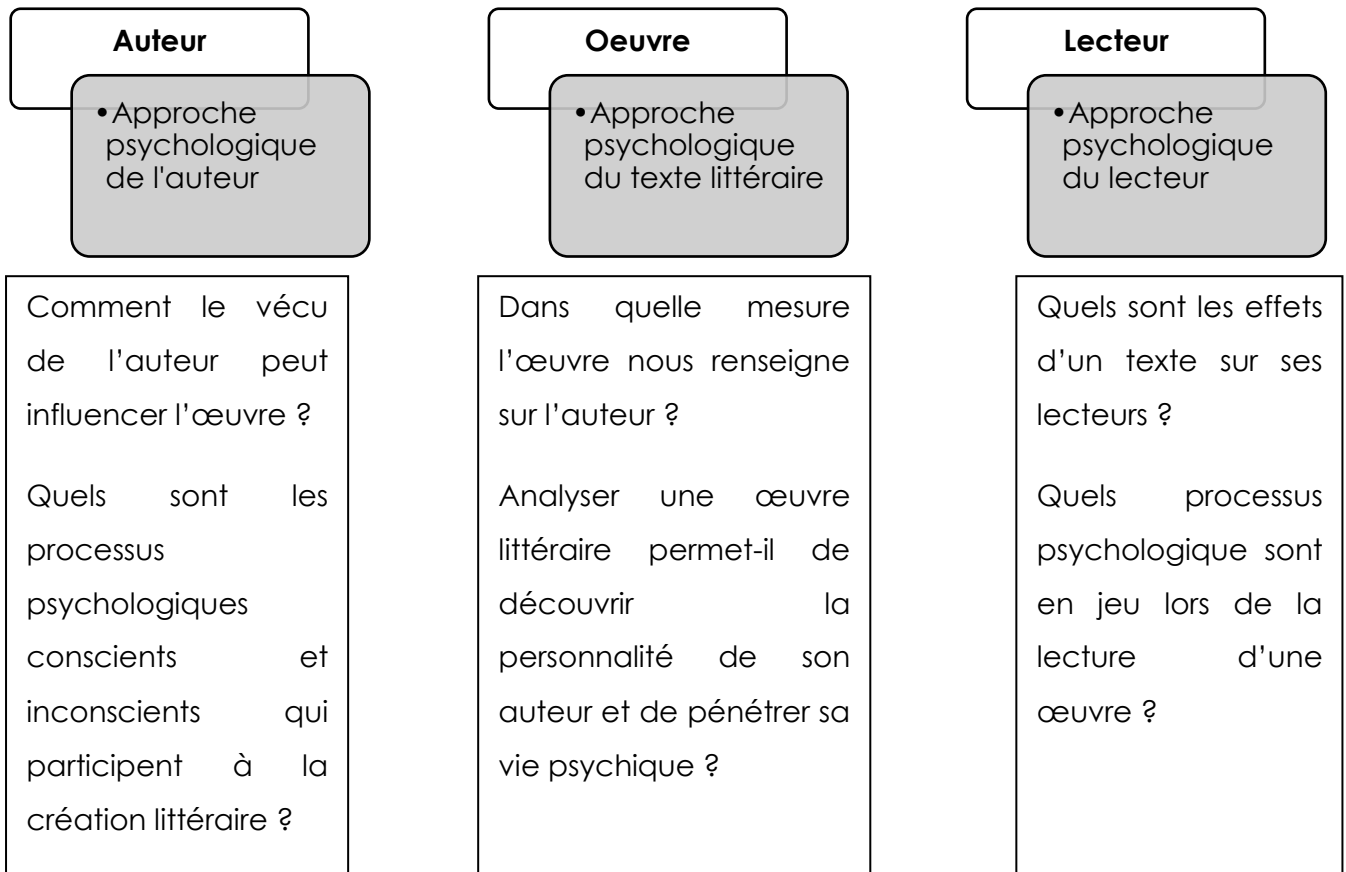 Auteur
•Approche
psychologique
de l'auteur
Comment le vécu
de l’auteur peut
influencer l’œuvre ?
Quels sont les
processus
psychologiques
conscients et
inconscients qui
participent à la
création littéraire ?
Oeuvre
•Approche
psychologique
du texte littéraire
Dans quelle mesure
l’œuvre nous renseigne
sur l’auteur ?
Analyser une œuvre
littéraire permet-il de
découvrir la
personnalité de son
auteur et de pénétrer sa
vie psychique ?
Lecteur
•Approche
psychologique
du lecteur
Quels sont les effets
d’un texte sur ses
lecteurs ?
Quels processus
psychologique sont
en jeu lors de la
lecture d’une
œuvre ?